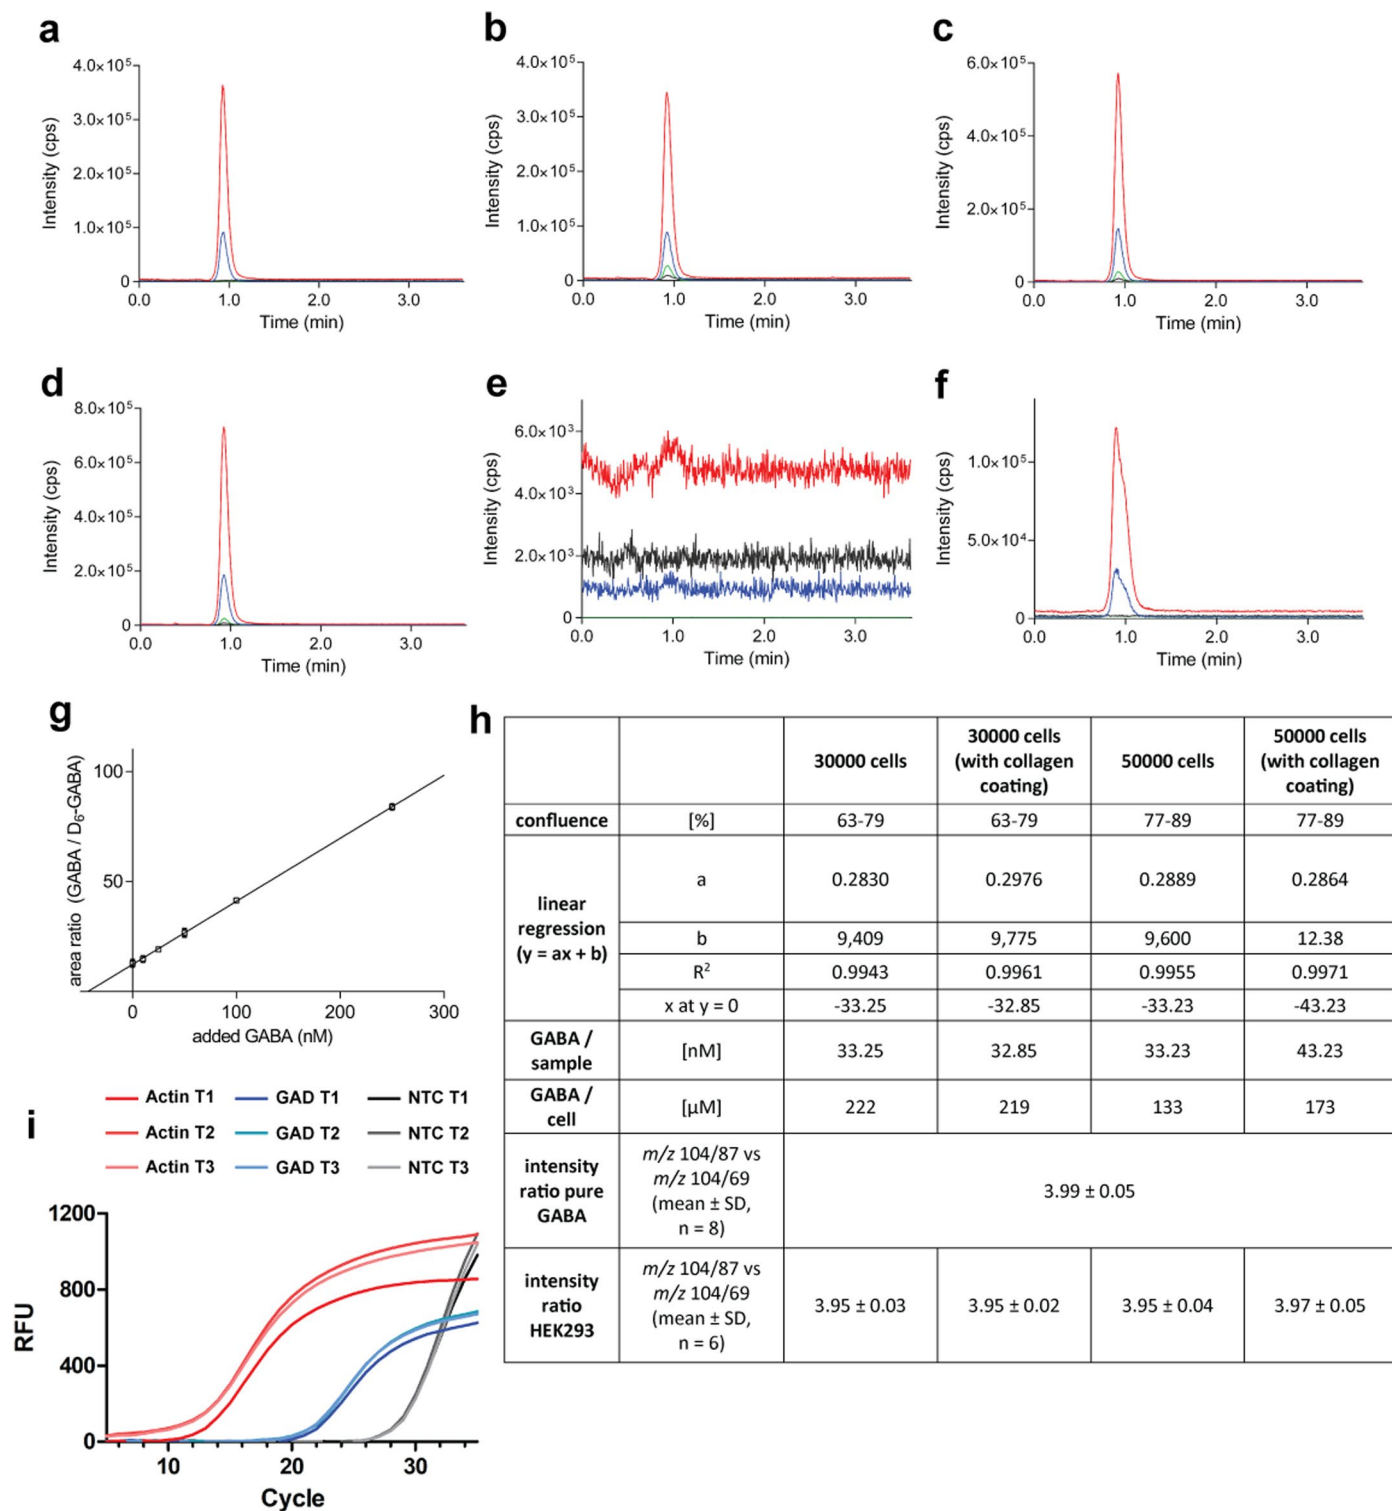 a
4.0×10⁵
3.0×10⁵
2.0×10⁵
1.0×10⁵
0
0.0 1.0 2.0 3.0
Time (min)
Intensity (cps)
b
4.0×10⁵
3.0×10⁵
2.0×10⁵
1.0×10⁵
0
0.0 1.0 2.0 3.0
Time (min)
Intensity (cps)
c
6.0×10⁵
4.0×10⁵
2.0×10⁵
0
0.0 1.0 2.0 3.0
Time (min)
Intensity (cps)
d
8.0×10⁵
6.0×10⁵
4.0×10⁵
2.0×10⁵
0
0.0 1.0 2.0 3.0
Time (min)
Intensity (cps)
e
6.0×10³
4.0×10³
2.0×10³
0
0.0 1.0 2.0 3.0
Time (min)
Intensity (cps)
f
1.0×10⁵
5.0×10⁴
0
0.0 1.0 2.0 3.0
Time (min)
Intensity (cps)
g
100
50
0 100 200 300
added GABA (nM)
area ratio (GABA / D₆-GABA)
h
30000 cells
30000 cells
(with collagen
coating)
50000 cells
50000 cells
(with collagen
coating)
confluence [%] 63-79 63-79 77-89 77-89
linear
regression
(y = ax + b)
a 0.2830 0.2976 0.2889 0.2864
b 9,409 9,775 9,600 12.38
R² 0.9943 0.9961 0.9955 0.9971
x at y = 0 -33.25 -32.85 -33.23 -43.23
GABA /
sample
[nM] 33.25 32.85 33.23 43.23
GABA /
cell
[µM] 222 219 133 173
intensity
ratio pure
GABA
m/z 104/87 vs
m/z 104/69
(mean ± SD,
n = 8)
3.99 ± 0.05
intensity
ratio
HEK293
m/z 104/87 vs
m/z 104/69
(mean ± SD,
n = 6)
3.95 ± 0.03 3.95 ± 0.02 3.95 ± 0.04 3.97 ± 0.05
i
Actin T1 GAD T1 NTC T1
Actin T2 GAD T2 NTC T2
Actin T3 GAD T3 NTC T3
1200
800
400
0
10 20 30
Cycle
RFU